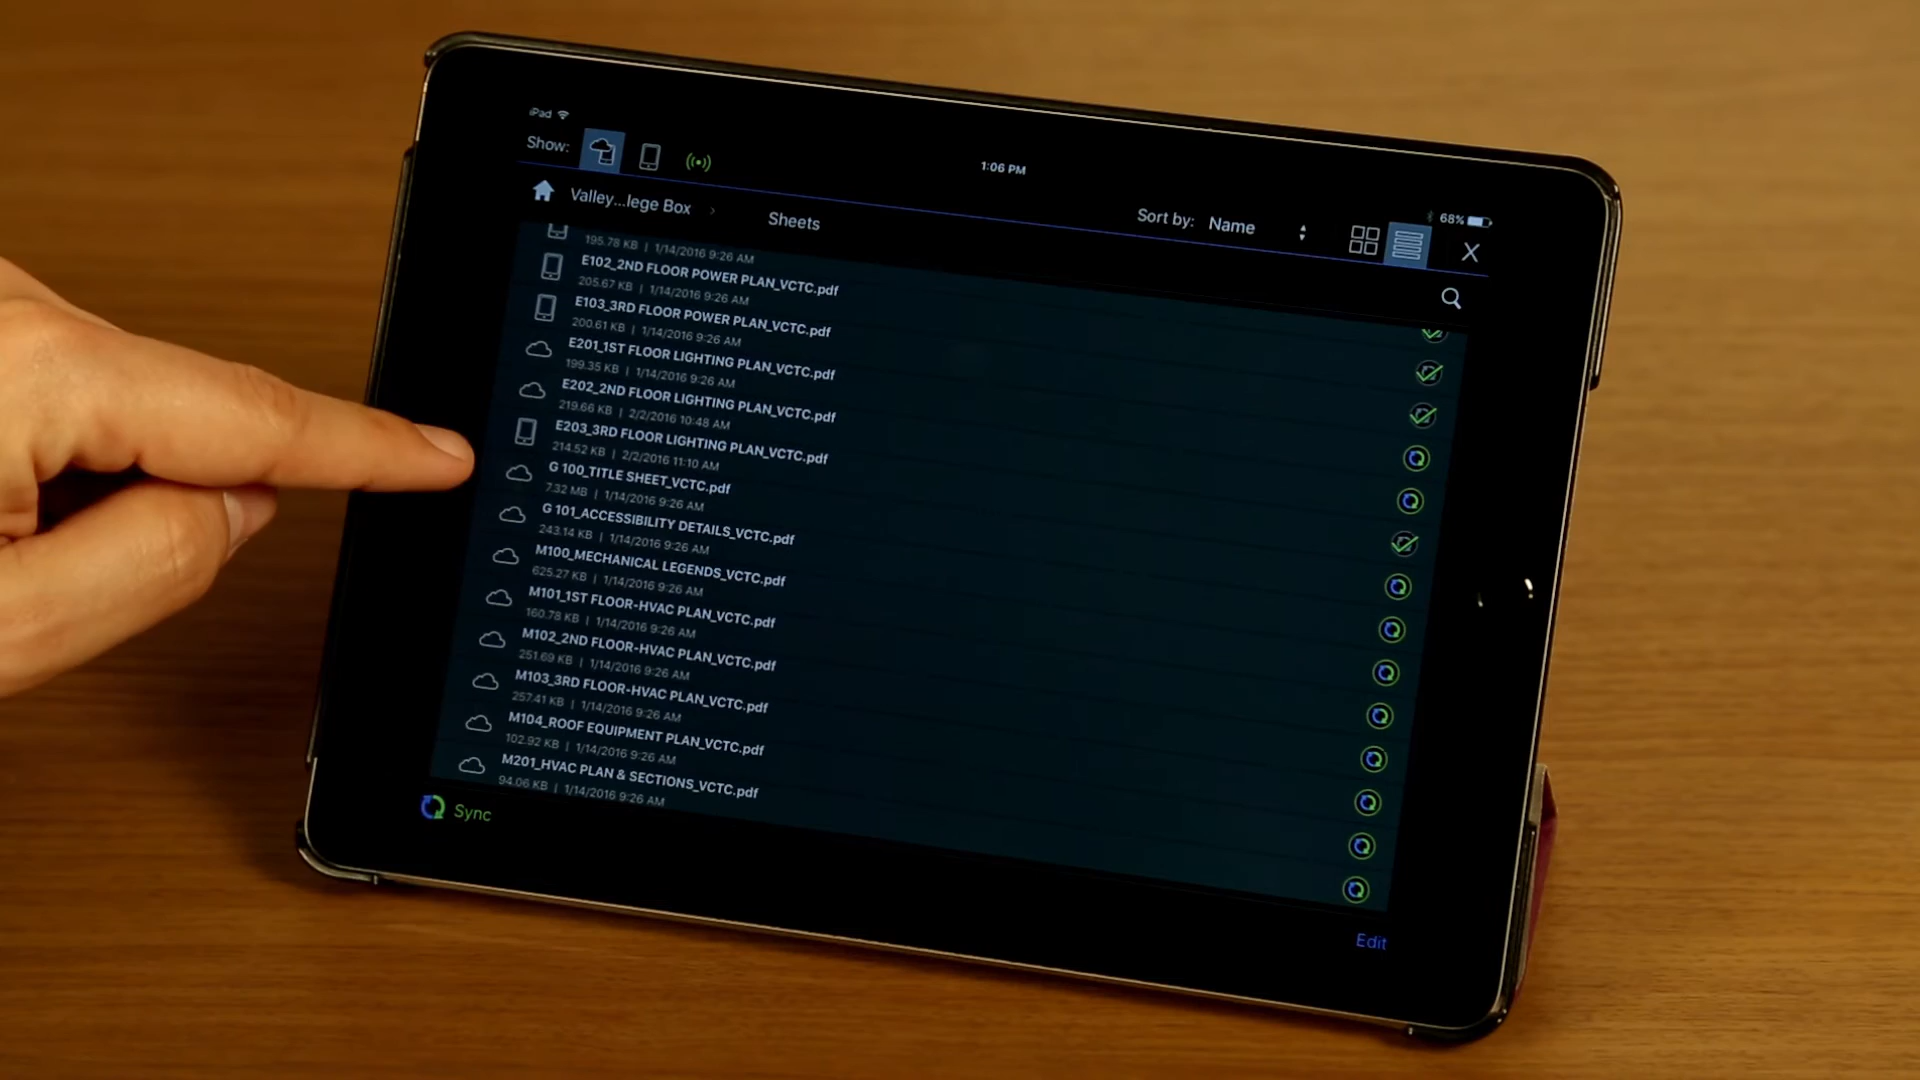 iPad
Show:
1:06 PM
68%
Valley...lege Box
Sheets
Sort by: Name
195.78 KB | 1/14/2016 9:26 AM
E102_2ND FLOOR POWER PLAN_VCTC.pdf
205.67 KB | 1/14/2016 9:26 AM
E103_3RD FLOOR POWER PLAN_VCTC.pdf
200.61 KB | 1/14/2016 9:26 AM
E201_1ST FLOOR LIGHTING PLAN_VCTC.pdf
199.35 KB | 1/14/2016 9:26 AM
E202_2ND FLOOR LIGHTING PLAN_VCTC.pdf
219.66 KB | 2/2/2016 10:48 AM
E203_3RD FLOOR LIGHTING PLAN_VCTC.pdf
214.52 KB | 2/2/2016 11:10 AM
G 100_TITLE SHEET_VCTC.pdf
7.32 MB | 1/14/2016 9:26 AM
G 101_ACCESSIBILITY DETAILS_VCTC.pdf
243.14 KB | 1/14/2016 9:26 AM
M100_MECHANICAL LEGENDS_VCTC.pdf
625.27 KB | 1/14/2016 9:26 AM
M101_1ST FLOOR-HVAC PLAN_VCTC.pdf
160.78 KB | 1/14/2016 9:26 AM
M102_2ND FLOOR-HVAC PLAN_VCTC.pdf
251.69 KB | 1/14/2016 9:26 AM
M103_3RD FLOOR-HVAC PLAN_VCTC.pdf
257.41 KB | 1/14/2016 9:26 AM
M104_ROOF EQUIPMENT PLAN_VCTC.pdf
102.92 KB | 1/14/2016 9:26 AM
M201_HVAC PLAN & SECTIONS_VCTC.pdf
94.06 KB | 1/14/2016 9:26 AM
Sync
Edit